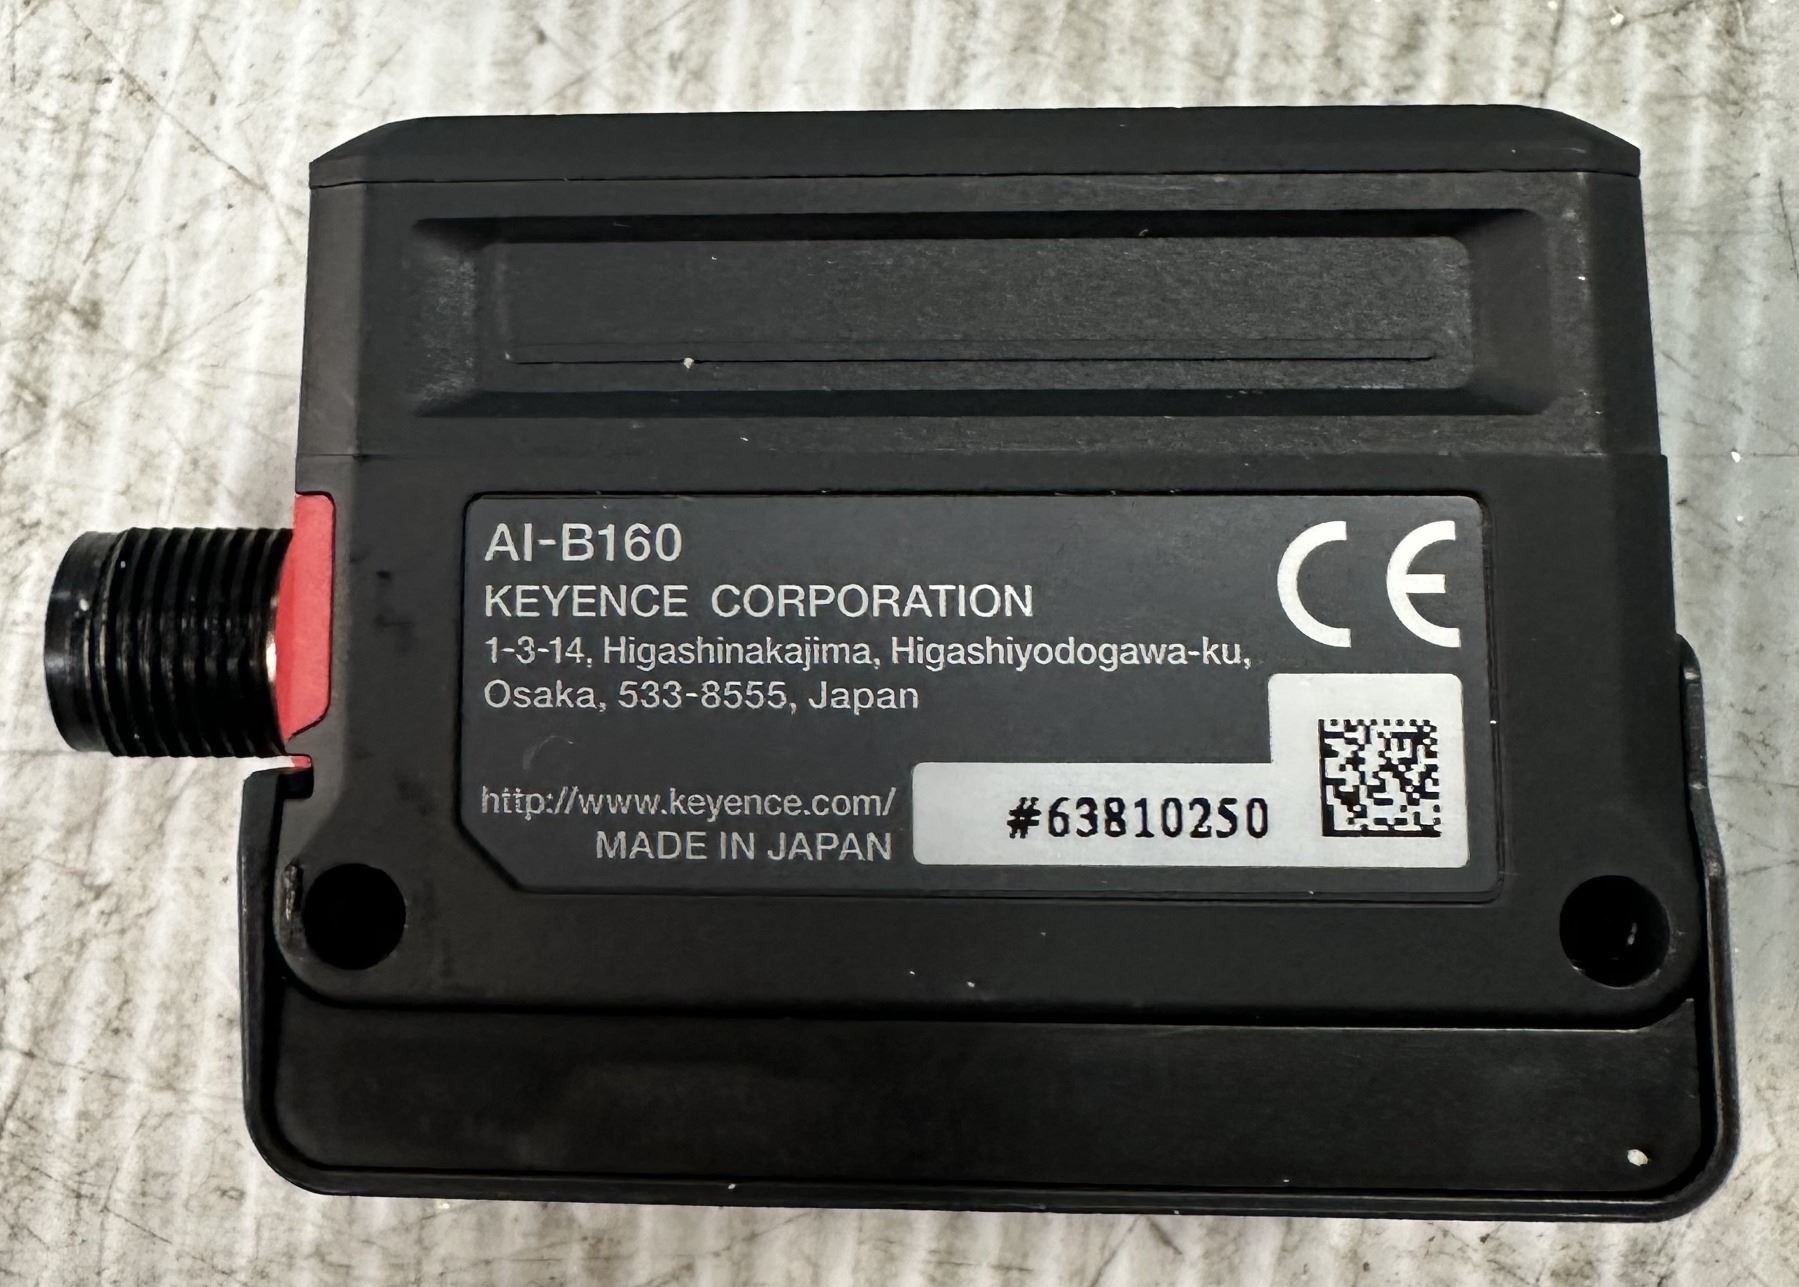 AI-B160
CE
KEYENCE CORPORATION
1-3-14, Higashinakajima, Higashiyodogawa-ku,
Osaka, 533-8555, Japan
http://www.keyence.com/
#63810250
MADE IN JAPAN